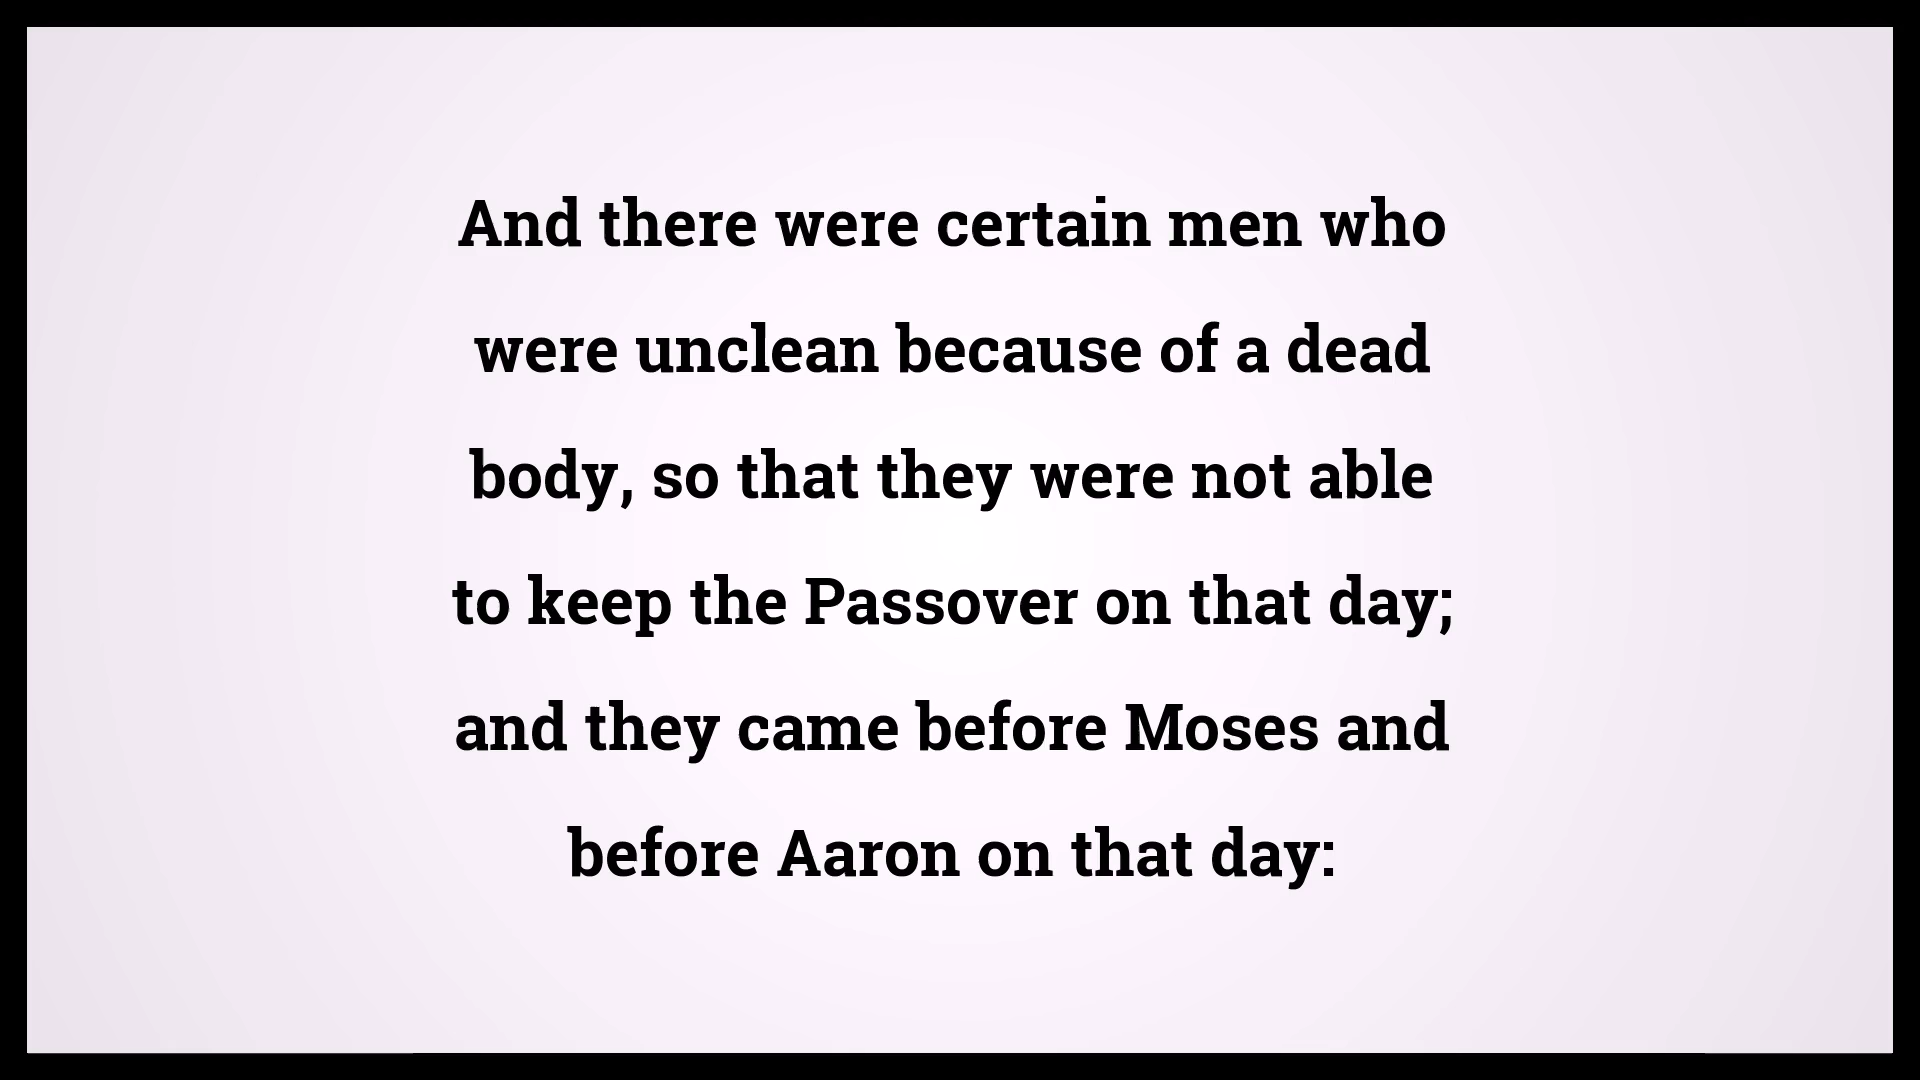 And there were certain men who
were unclean because of a dead
body, so that they were not able
to keep the Passover on that day;
and they came before Moses and
before Aaron on that day: